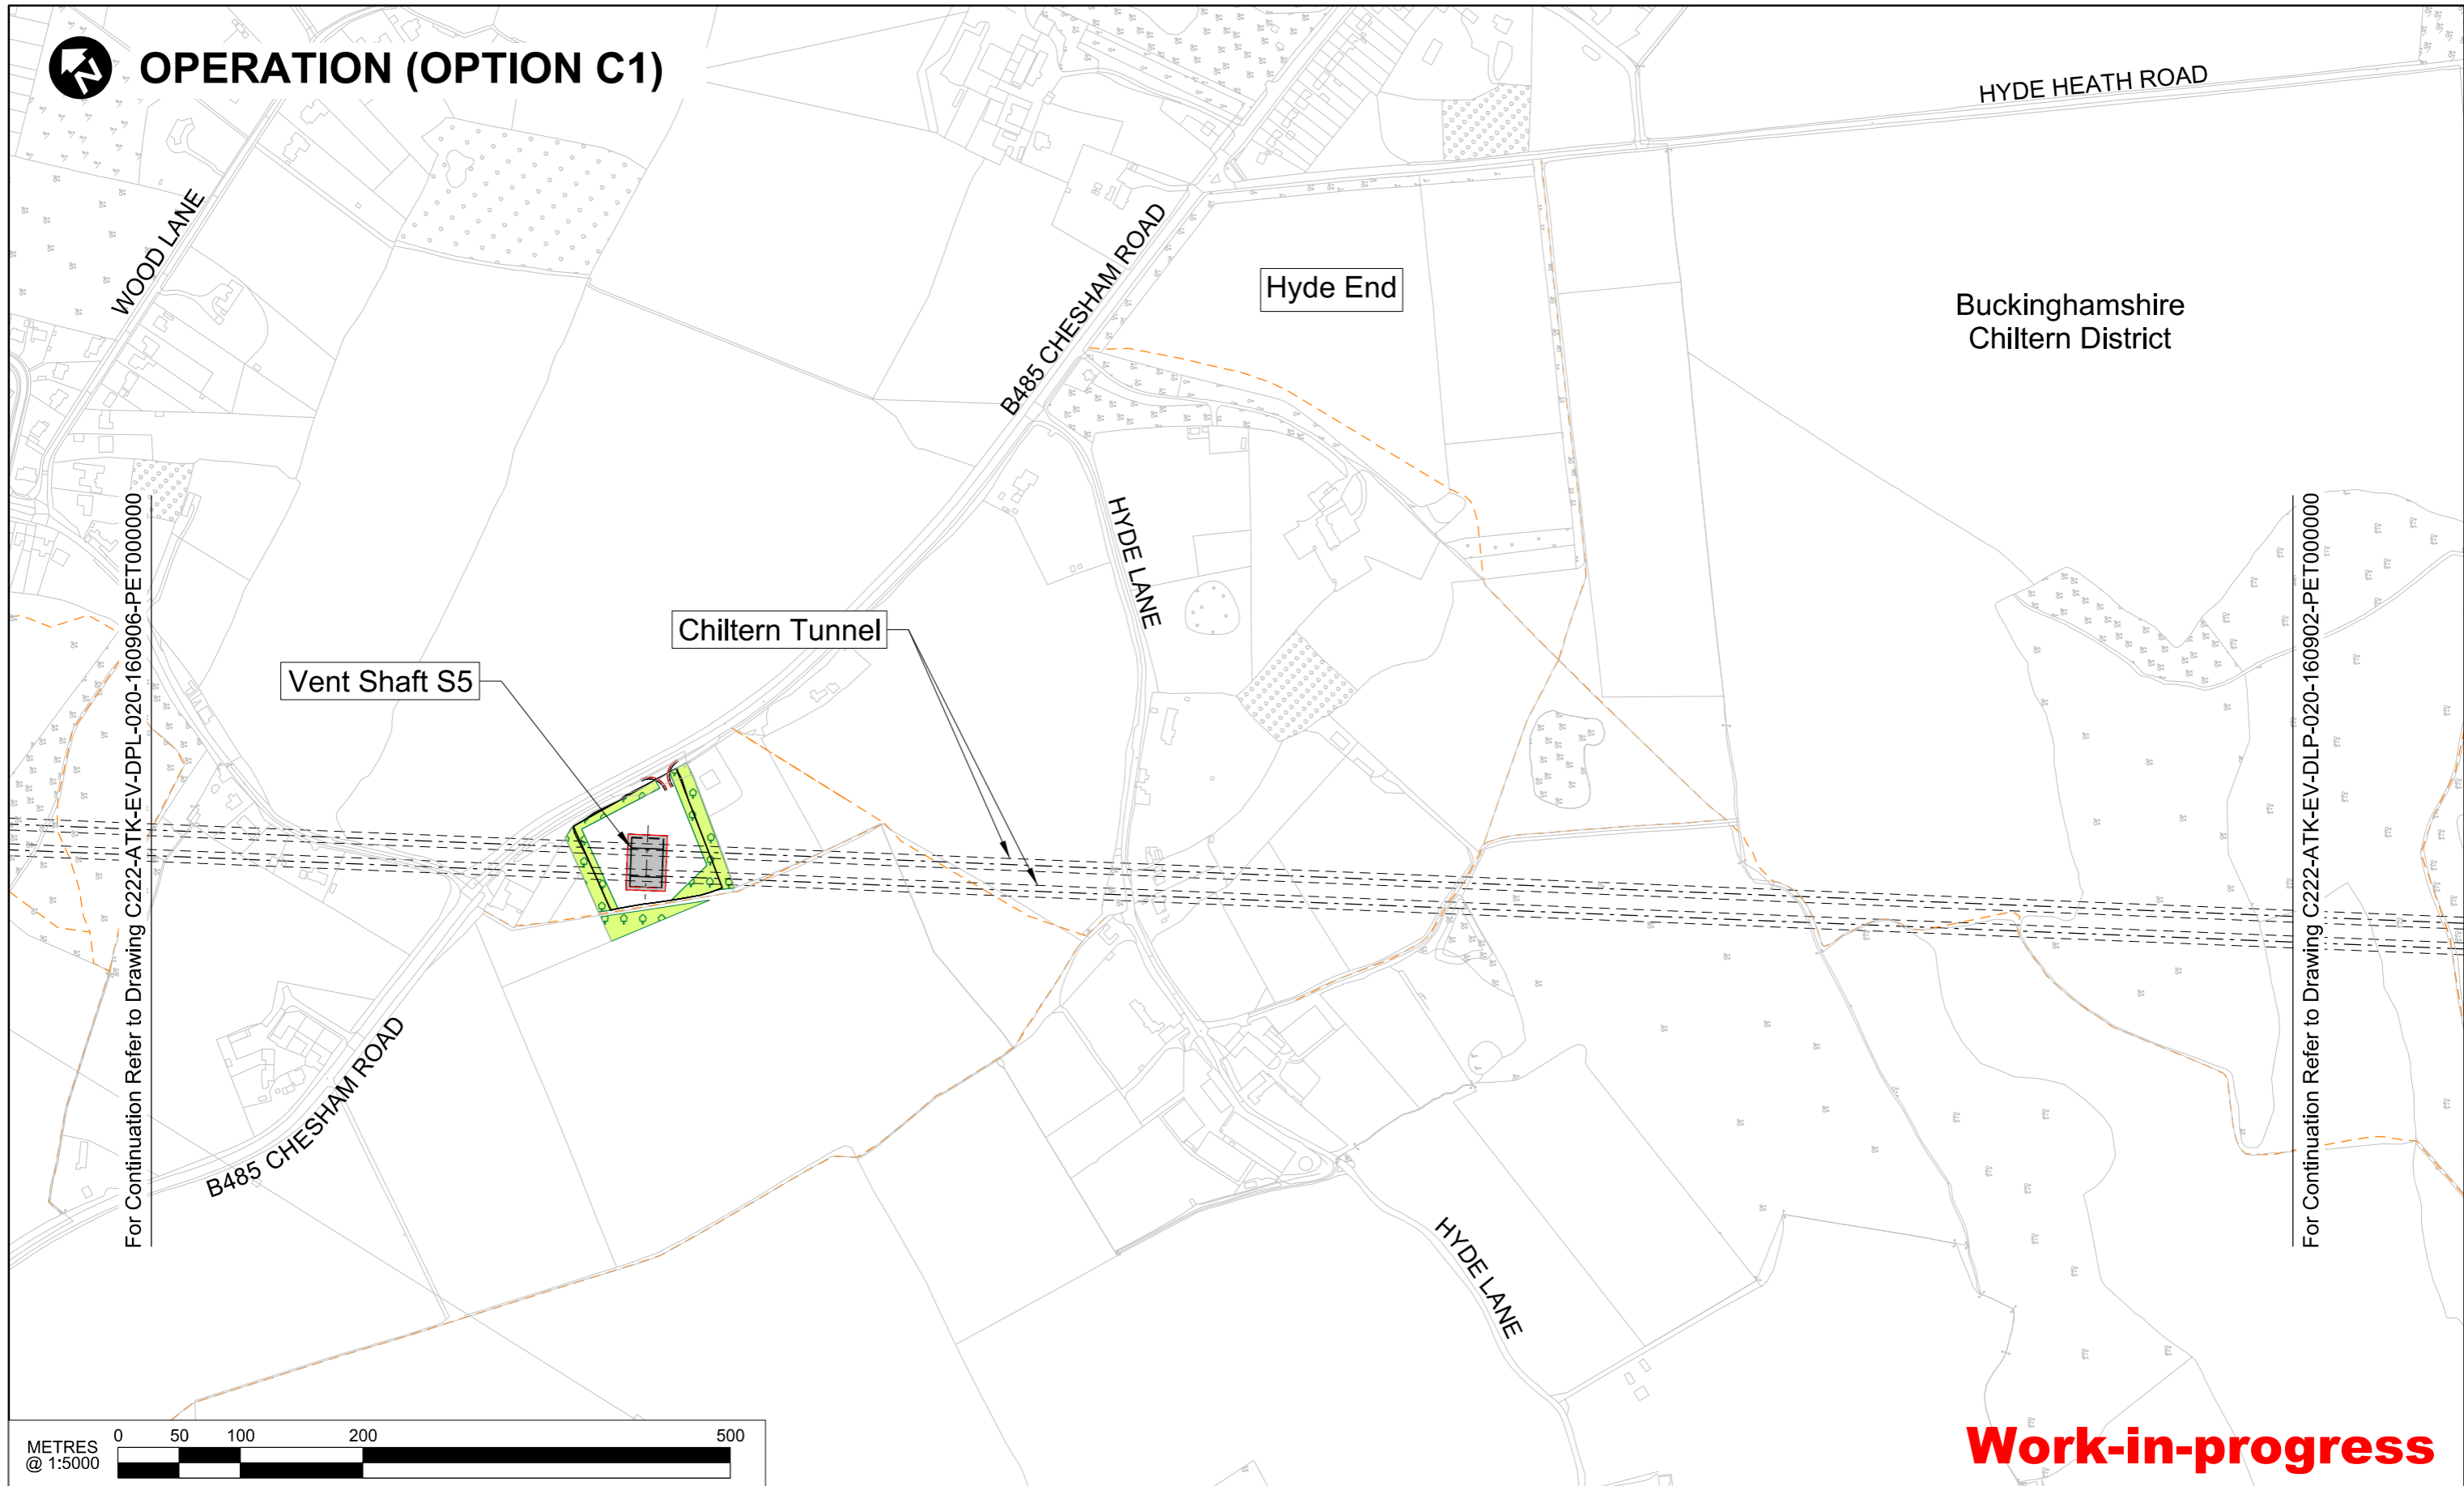 N
OPERATION (OPTION C1)
HYDE HEATH ROAD
WOOD LANE
B485 CHESHAM ROAD
Hyde End
Buckinghamshire
Chiltern District
HYDE LANE
Chiltern Tunnel
Vent Shaft S5
For Continuation Refer to Drawing C222-ATK-EV-DPL-020-160906-PET000000
For Continuation Refer to Drawing C222-ATK-EV-DLP-020-160902-PET000000
B485 CHESHAM ROAD
HYDE LANE
METRES
@ 1:5000
0 50 100 200 500
Work-in-progress